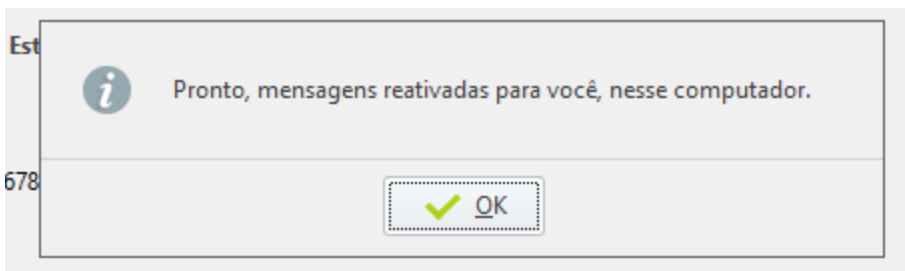 Est
Pronto, mensagens reativadas para você, nesse computador.
678
OK